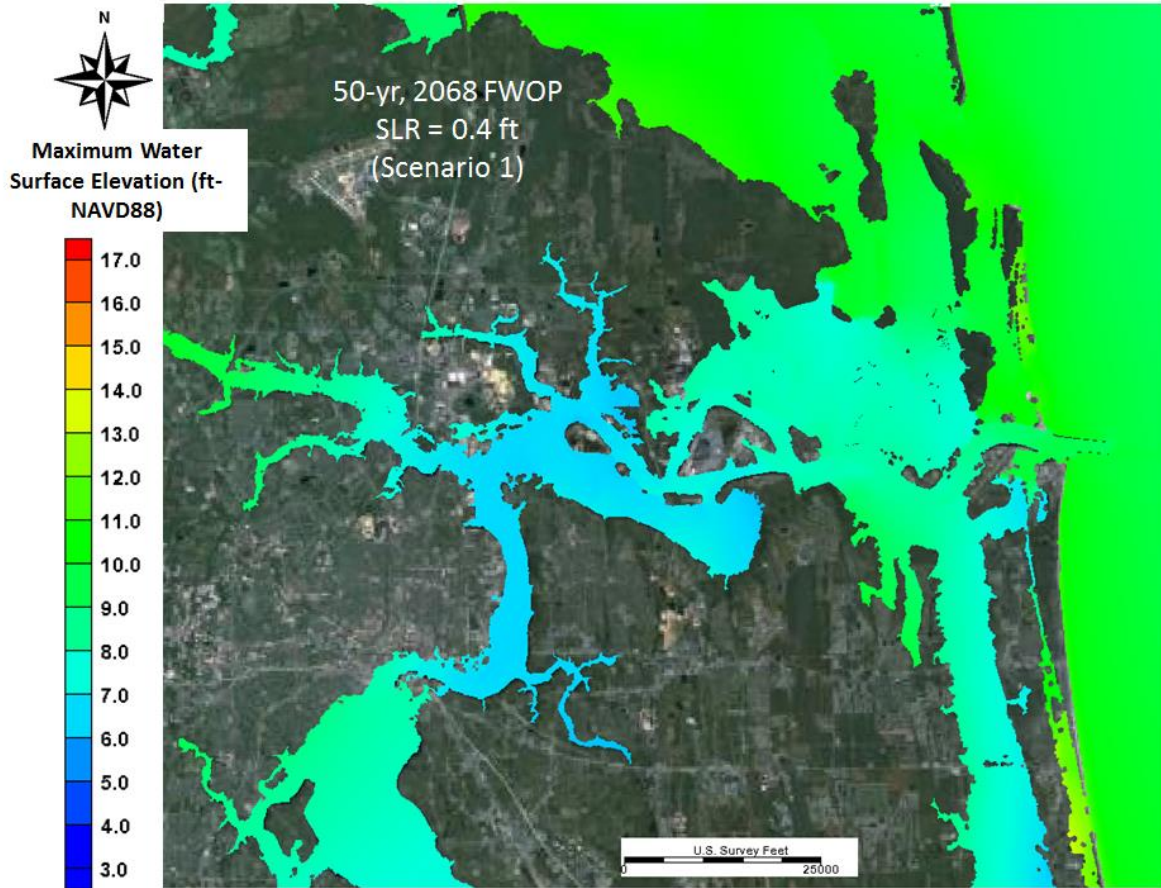 N
50-yr, 2068 FWOP
SLR = 0.4 ft
(Scenario 1)
Maximum Water
Surface Elevation (ft-
NAVD88)
17.0
16.0
15.0
14.0
13.0
12.0
11.0
10.0
9.0
8.0
7.0
6.0
5.0
4.0
3.0
U.S. Survey Feet
0 25000